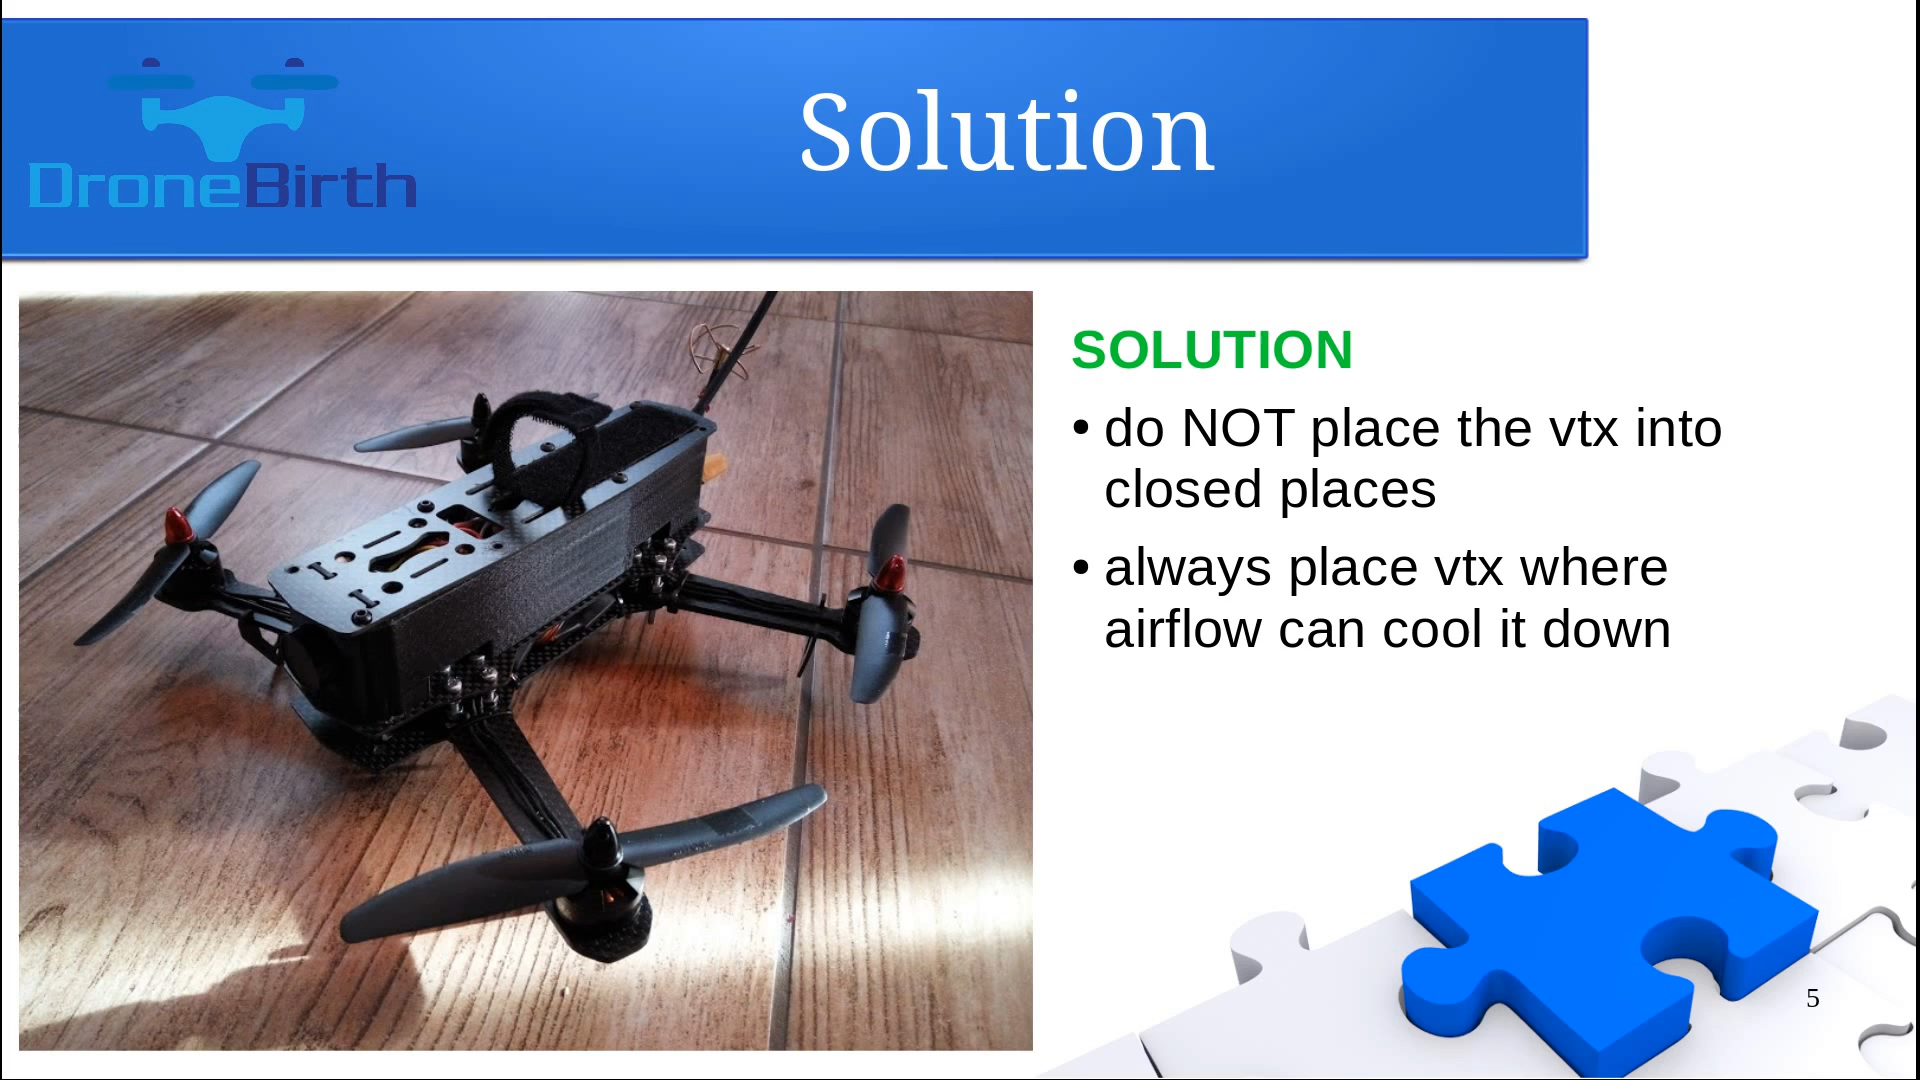 DroneBirth
Solution
SOLUTION
• do NOT place the vtx into
closed places
• always place vtx where
airflow can cool it down
5